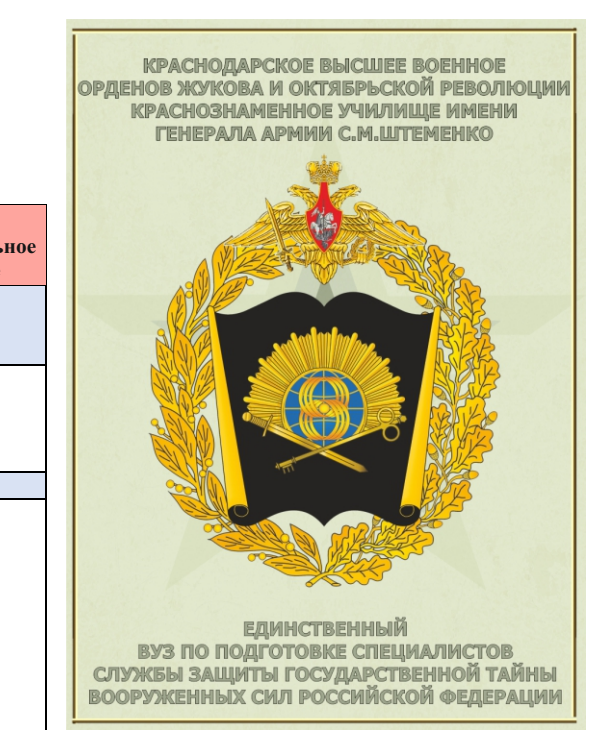 КРАСНОДАРСКОЕ ВЫСШЕЕ ВОЕННОЕ
ОРДЕНОВ ЖУКОВА И ОКТЯБРЬСКОЙ РЕВОЛЮЦИИ
КРАСНОЗНАМЕННОЕ УЧИЛИЩЕ ИМЕНИ
ГЕНЕРАЛА АРМИИ С.М.ШТЕМЕНКО
ьное
ЕДИНСТВЕННЫЙ
ВУЗ ПО ПОДГОТОВКЕ СПЕЦИАЛИСТОВ
СЛУЖБЫ ЗАЩИТЫ ГОСУДАРСТВЕННОЙ ТАЙНЫ
ВООРУЖЕННЫХ СИЛ РОССИЙСКОЙ ФЕДЕРАЦИИ